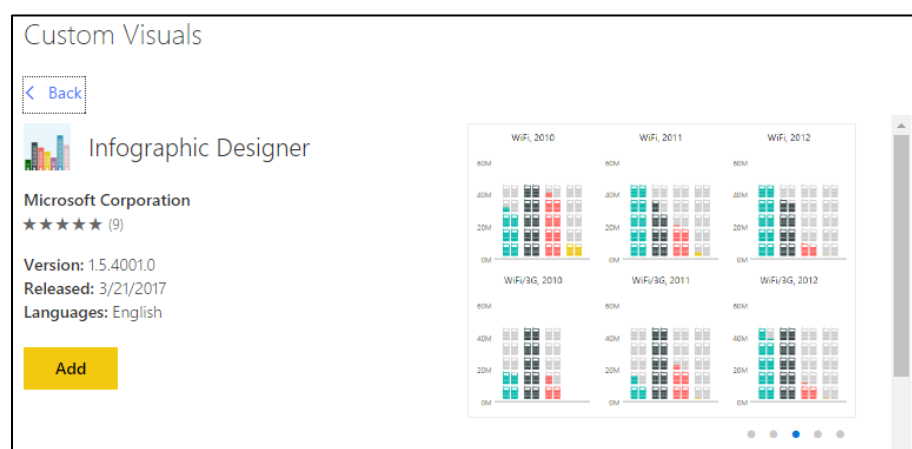 Custom Visuals
Back
Infographic Designer
Microsoft Corporation
(9)
Version: 1.5.4001.0
Released: 3/21/2017
Languages: English
Add
WiFi, 2010 WiFi, 2011 WiFi, 2012
60M 60M 60M
40M 40M 40M
20M 20M 20M
0M 0M 0M
WiFi/3G, 2010 WiFi/3G, 2011 WiFi/3G, 2012
60M 60M 60M
40M 40M 40M
20M 20M 20M
0M 0M 0M